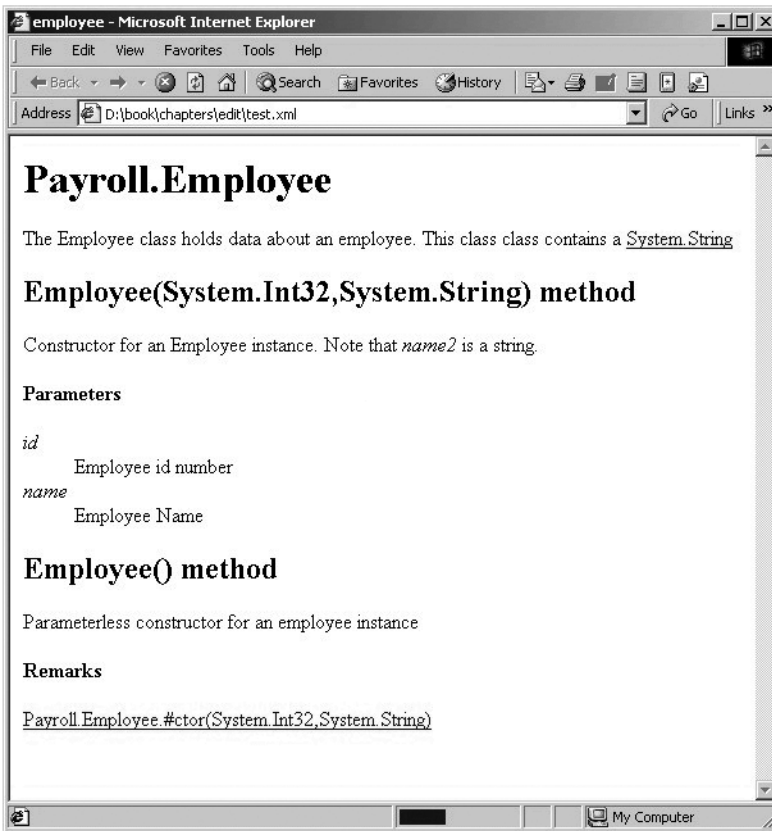 employee - Microsoft Internet Explorer
File Edit View Favorites Tools Help
Back Search Favorites History
Address D:\book\chapters\edit\test.xml Go Links »
Payroll.Employee
The Employee class holds data about an employee. This class class contains a System.String
Employee(System.Int32,System.String) method
Constructor for an Employee instance. Note that name2 is a string.
Parameters
id
Employee id number
name
Employee Name
Employee() method
Parameterless constructor for an employee instance
Remarks
Payroll.Employee.#ctor(System.Int32,System.String)
My Computer